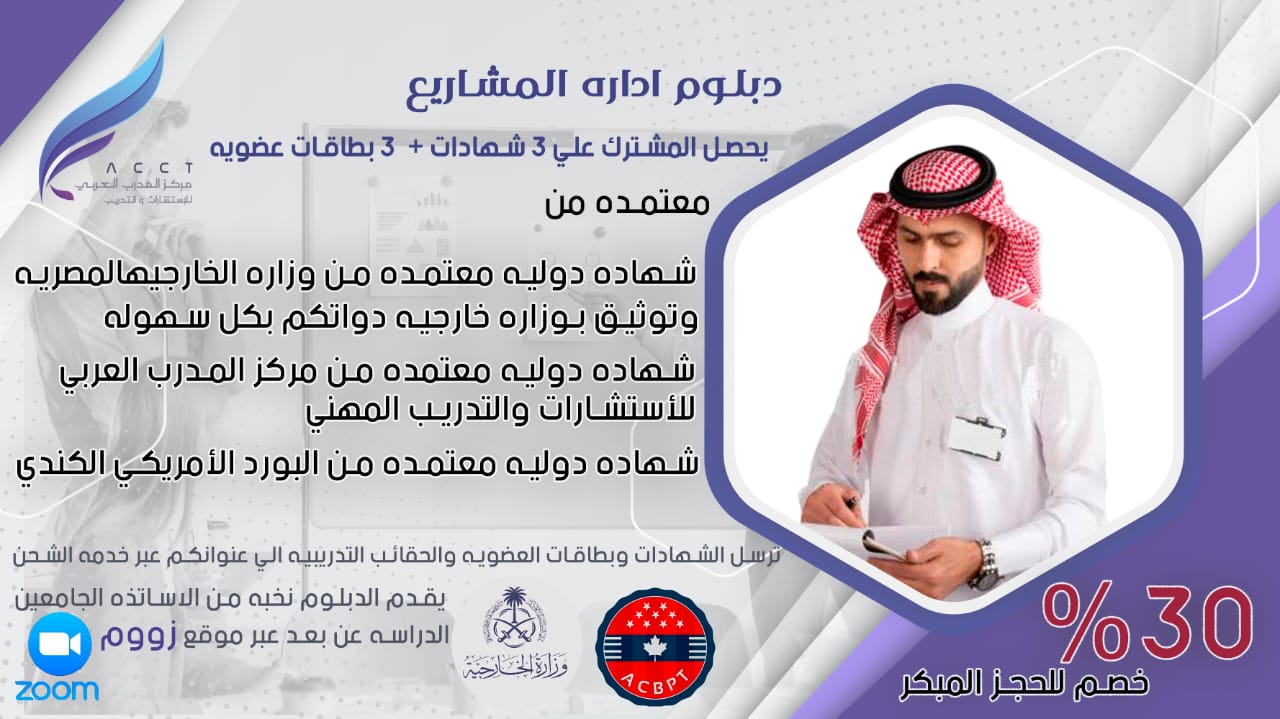 دبلوم اداره المشاريع
يحصل المشترك علي 3 شهادات + 3 بطاقات عضويه
A C C T
مركز المدرب العربي
للإستشارات و التدريب
معتمده من
شهاده دوليه معتمده من وزاره الخارجيهالمصريه
وتوثيق بوزاره خارجيه دواتكم بكل سهوله
شهاده دوليه معتمده من مركز المدرب العربي
للأستشارات والتدريب المهني
شهاده دوليه معتمده من البورد الأمريكي الكندي
ترسل الشهادات وبطاقات العضويه والحقائب التدريبيه الي عنوانكم عبر خدمه الشحن
يقدم الدبلوم نخبه من الاساتذه الجامعين
الدراسه عن بعد عبر موقع زووم
zoom
وزارة الخارجية
ACBPT
%30
خصم للحجز المبكر